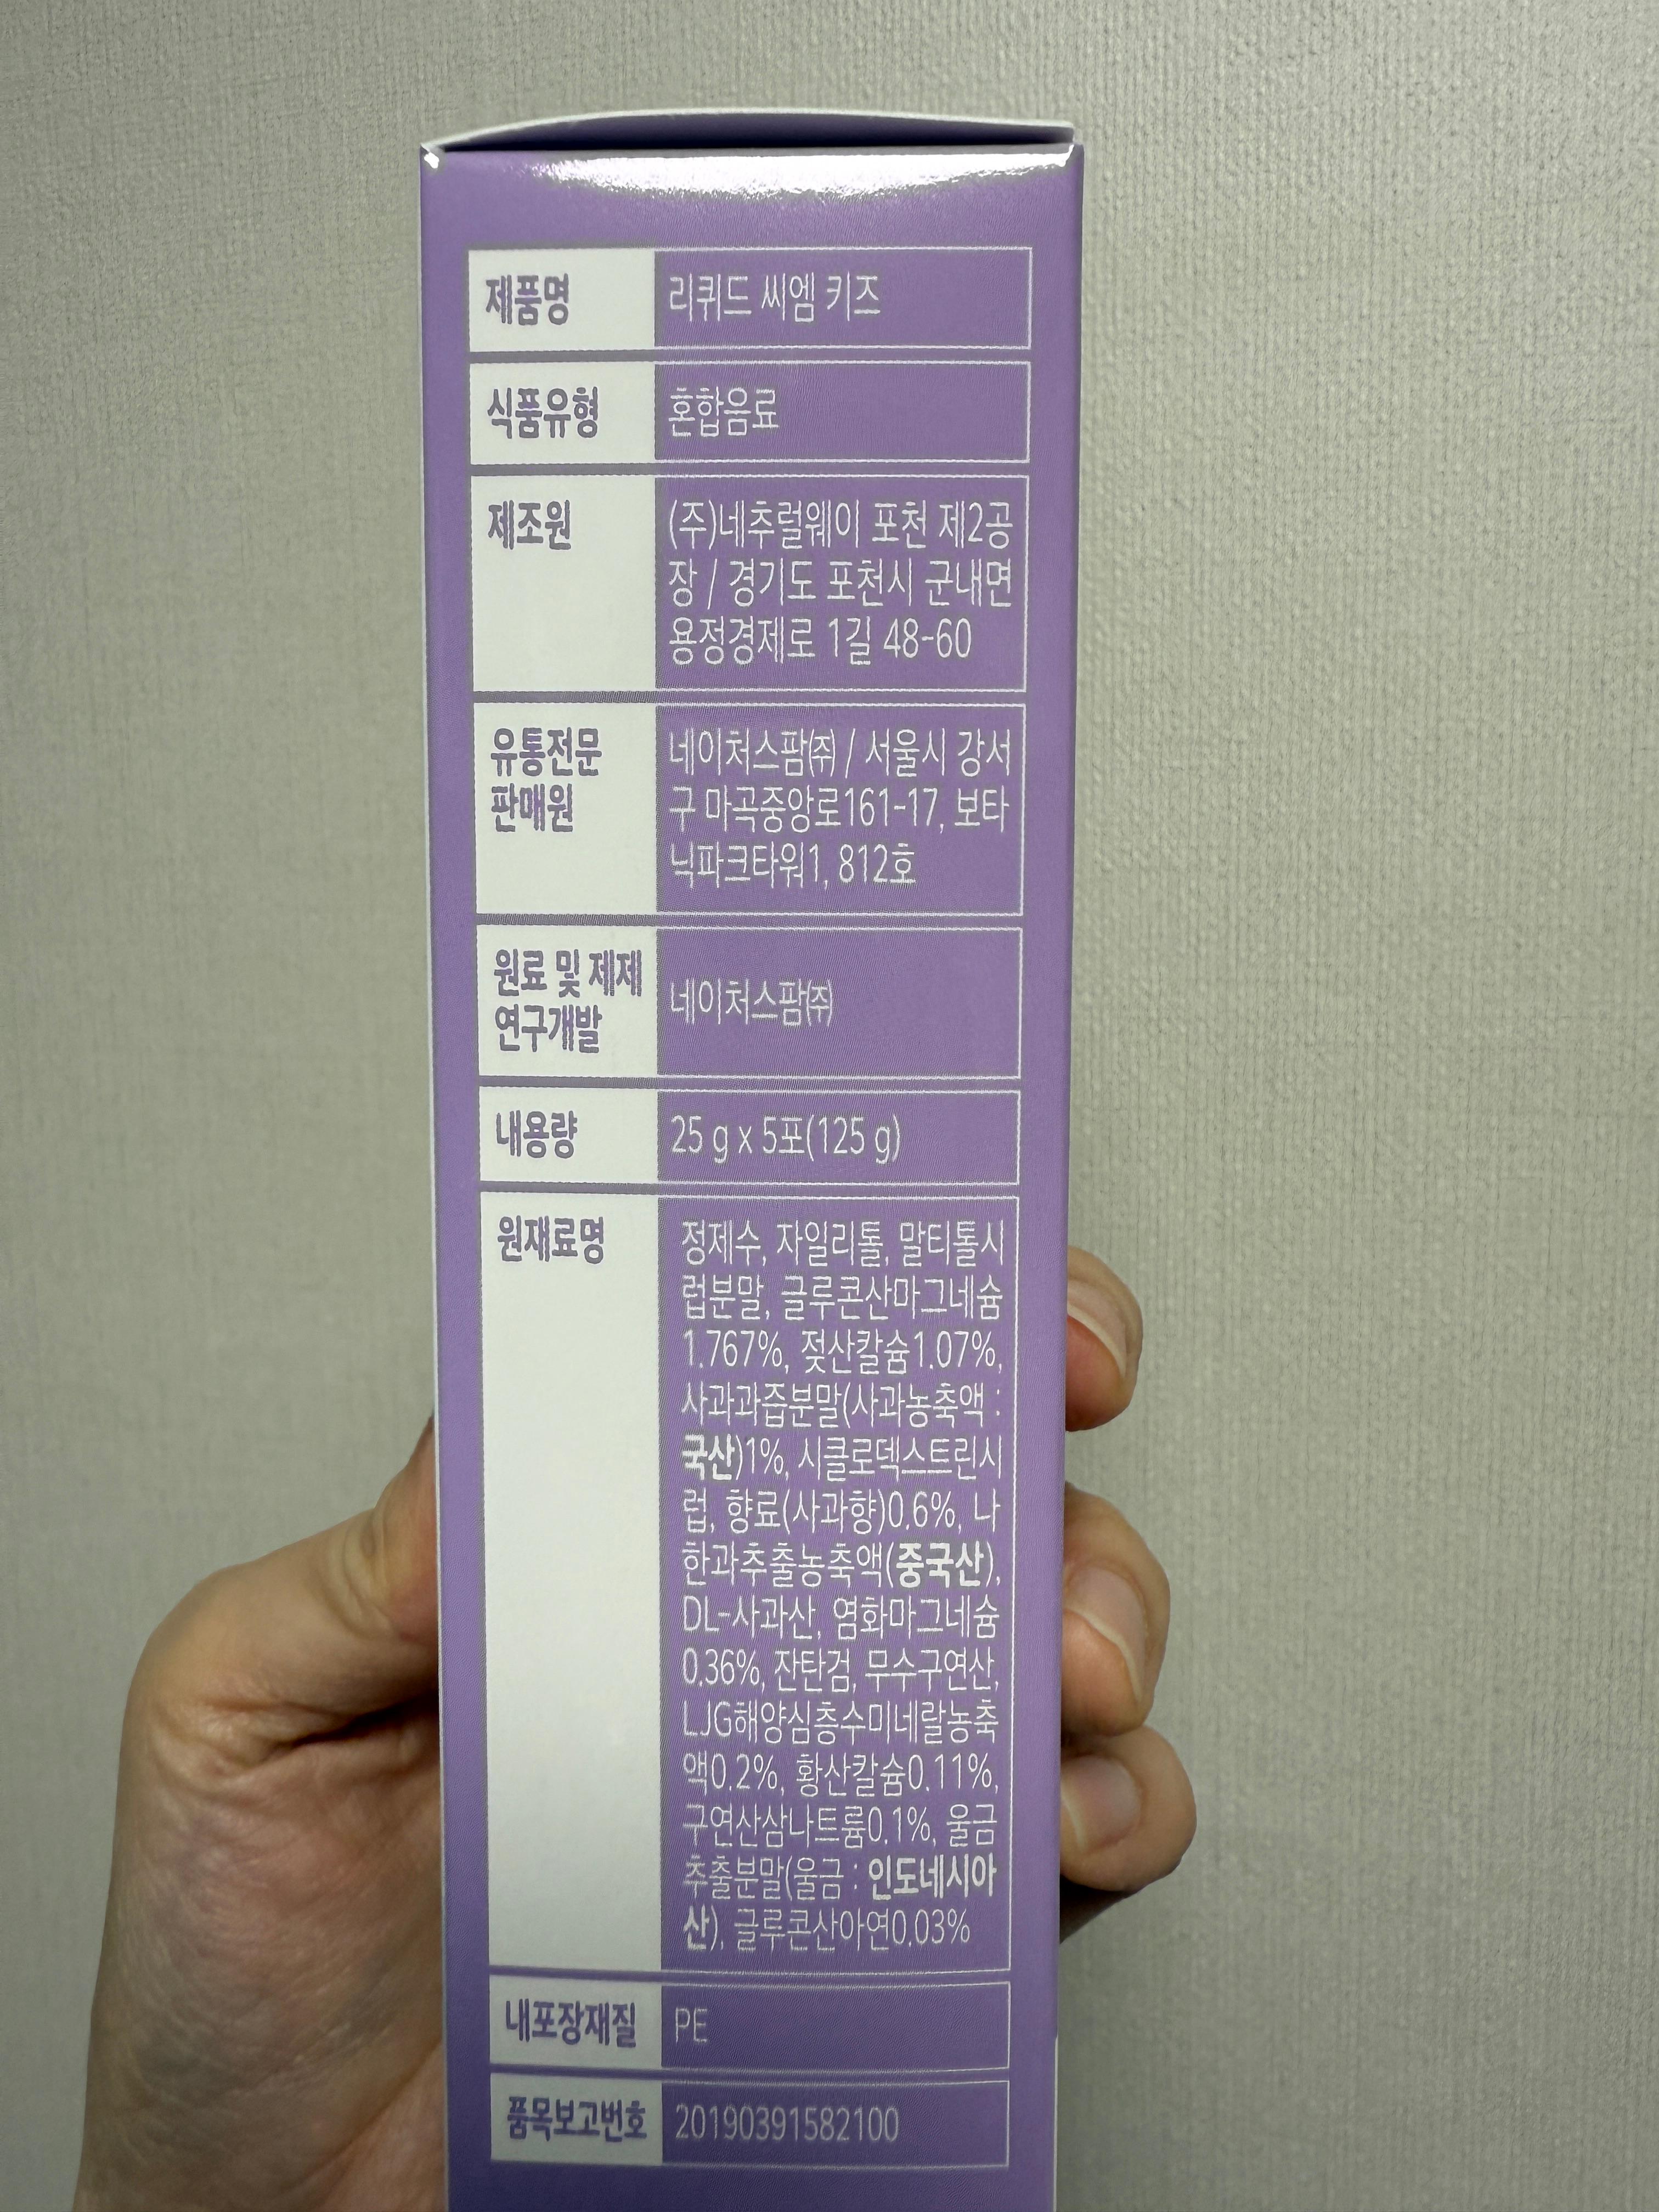 제품명
리퀴드 씨엠 키즈
식품유형
혼합음료
제조원
(주)네추럴웨이 포천 제2공
장 / 경기도 포천시 군내면
용정경제로 1길 48-60
유통전문
판매원
네이처스팜㈜ / 서울시 강서
구 마곡중앙로161-17, 보타
닉파크타워1, 812호
원료 및 제제
연구개발
네이처스팜㈜
내용량
25 g x 5포(125 g)
원재료명
정제수, 자일리톨, 말티톨시
럽분말, 글루콘산마그네슘
1.767%, 젖산칼슘1.07%,
사과과즙분말(사과농축액 :
국산)1%, 시클로덱스트린시
럽, 향료(사과향)0.6%, 나
한과추출농축액(중국산),
DL-사과산, 염화마그네슘
0.36%, 잔탄검, 무수구연산,
LJG해양심층수미네랄농축
액0.2%, 황산칼슘0.11%,
구연산삼나트륨0.1%, 울금
추출분말(울금 : 인도네시아
산), 글루콘산아연0.03%
내포장재질
PE
품목보고번호
20190391582100